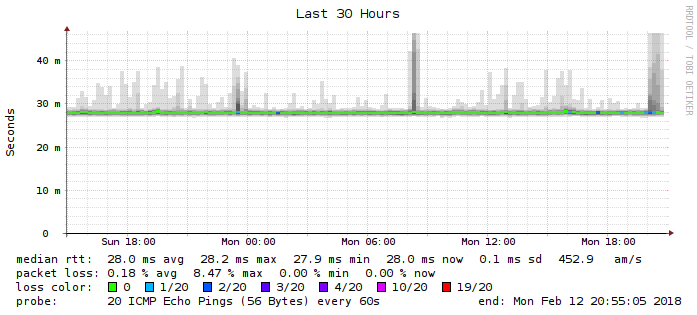 Last 30 Hours
RRDTOOL / TOBI OETIKER
Seconds
40 m
30 m
20 m
10 m
0
Sun 18:00 Mon 00:00 Mon 06:00 Mon 12:00 Mon 18:00
median rtt: 28.0 ms avg 28.2 ms max 27.9 ms min 28.0 ms now 0.1 ms sd 452.9 am/s
packet loss: 0.18 % avg 8.47 % max 0.00 % min 0.00 % now
loss color: 0 1/20 2/20 3/20 4/20 10/20 19/20
probe: 20 ICMP Echo Pings (56 Bytes) every 60s end: Mon Feb 12 20:55:05 2018